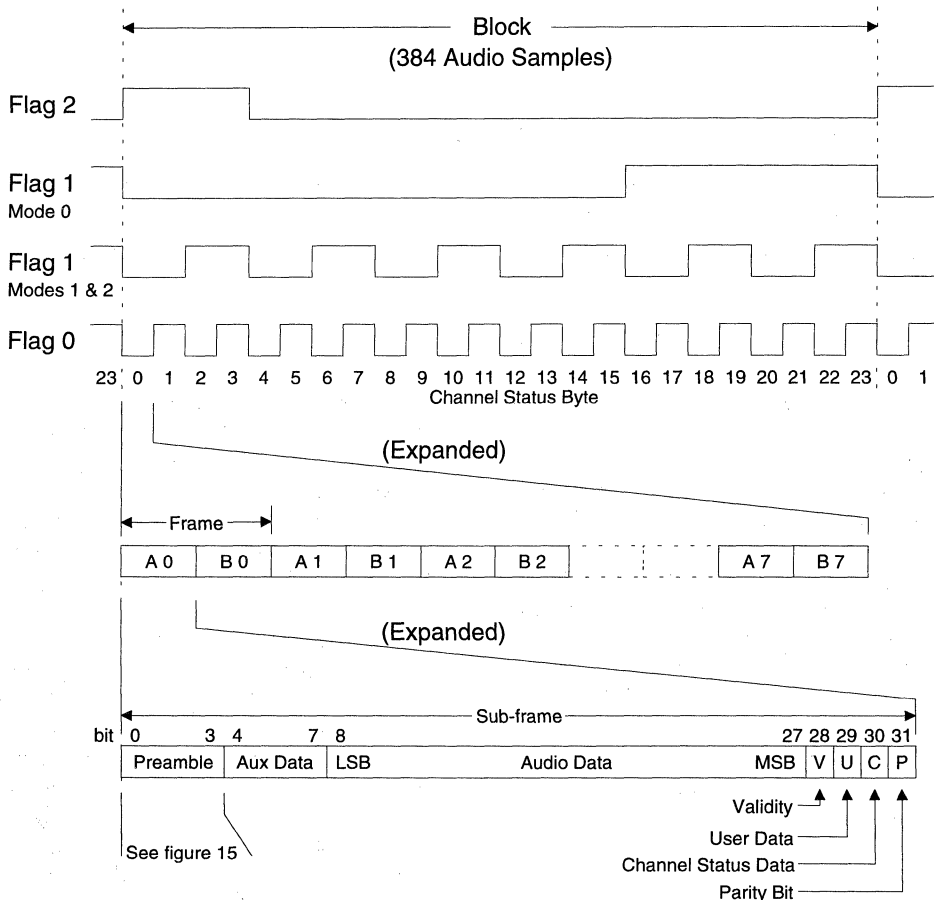 Block
(384 Audio Samples)
Flag 2
Flag 1
Mode 0
Flag 1
Modes 1 & 2
Flag 0
23 0 1 2 3 4 5 6 7 8 9 10 11 12 13 14 15 16 17 18 19 20 21 22 23 0 1
Channel Status Byte
(Expanded)
Frame
A 0 B 0 A 1 B 1 A 2 B 2 A 7 B 7
(Expanded)
Sub-frame
bit 0 3 4 7 8 27 28 29 30 31
Preamble Aux Data LSB Audio Data MSB V U C P
Validity
User Data
See figure 15
Channel Status Data
Parity Bit